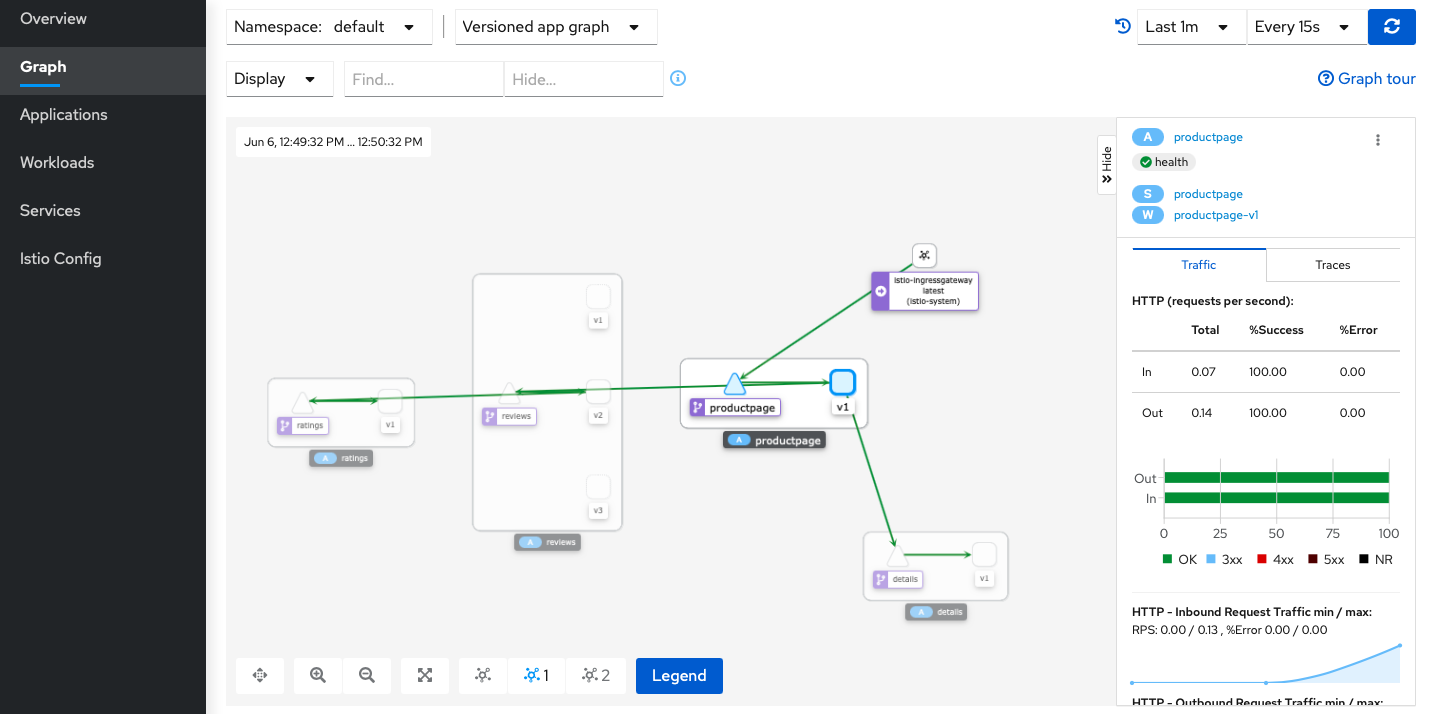 Overview
Graph
Applications
Workloads
Services
Istio Config
Namespace: default
Versioned app graph
Last 1m
Every 15s
Display
Find...
Hide...
Graph tour
Jun 6, 12:49:32 PM ... 12:50:32 PM
Hide
istio-ingressgateway
latest
(istio-system)
v1
ratings
v1
A ratings
reviews
v2
v3
A reviews
productpage
v1
A productpage
details
v1
A details
1
2
Legend
A productpage
health
S productpage
W productpage-v1
Traffic
Traces
HTTP (requests per second):
Total %Success %Error
In 0.07 100.00 0.00
Out 0.14 100.00 0.00
Out
In
0 25 50 75 100
OK 3xx 4xx 5xx NR
HTTP - Inbound Request Traffic min / max:
RPS: 0.00 / 0.13 , %Error 0.00 / 0.00
HTTP - Outbound Request Traffic min / max: